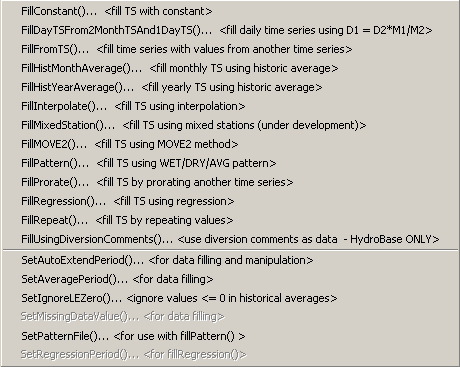 FillConstant()... <fill TS with constant>
FillDayTSFrom2MonthTSAnd1DayTS()... <fill daily time series using D1 = D2*M1/M2>
FillFromTS()... <fill time series with values from another time series>
FillHistMonthAverage()... <fill monthly TS using historic average>
FillHistYearAverage()... <fill yearly TS using historic average>
FillInterpolate()... <fill TS using interpolation>
FillMixedStation()... <fill TS using mixed stations (under development)>
FillMOVE2()... <fill TS using MOVE2 method>
FillPattern()... <fill TS using WET/DRY/AVG pattern>
FillProrate()... <fill TS by prorating another time series>
FillRegression()... <fill TS using regression>
FillRepeat()... <fill TS by repeating values>
FillUsingDiversionComments()... <use diversion comments as data - HydroBase ONLY>
SetAutoExtendPeriod()... <for data filling and manipulation>
SetAveragePeriod()... <for data filling>
SetIgnoreLEZero()... <ignore values <= 0 in historical averages>
SetMissingDataValue()... <for data filling>
SetPatternFile()... <for use with fillPattern() >
SetRegressionPeriod()... <for fillRegression()>